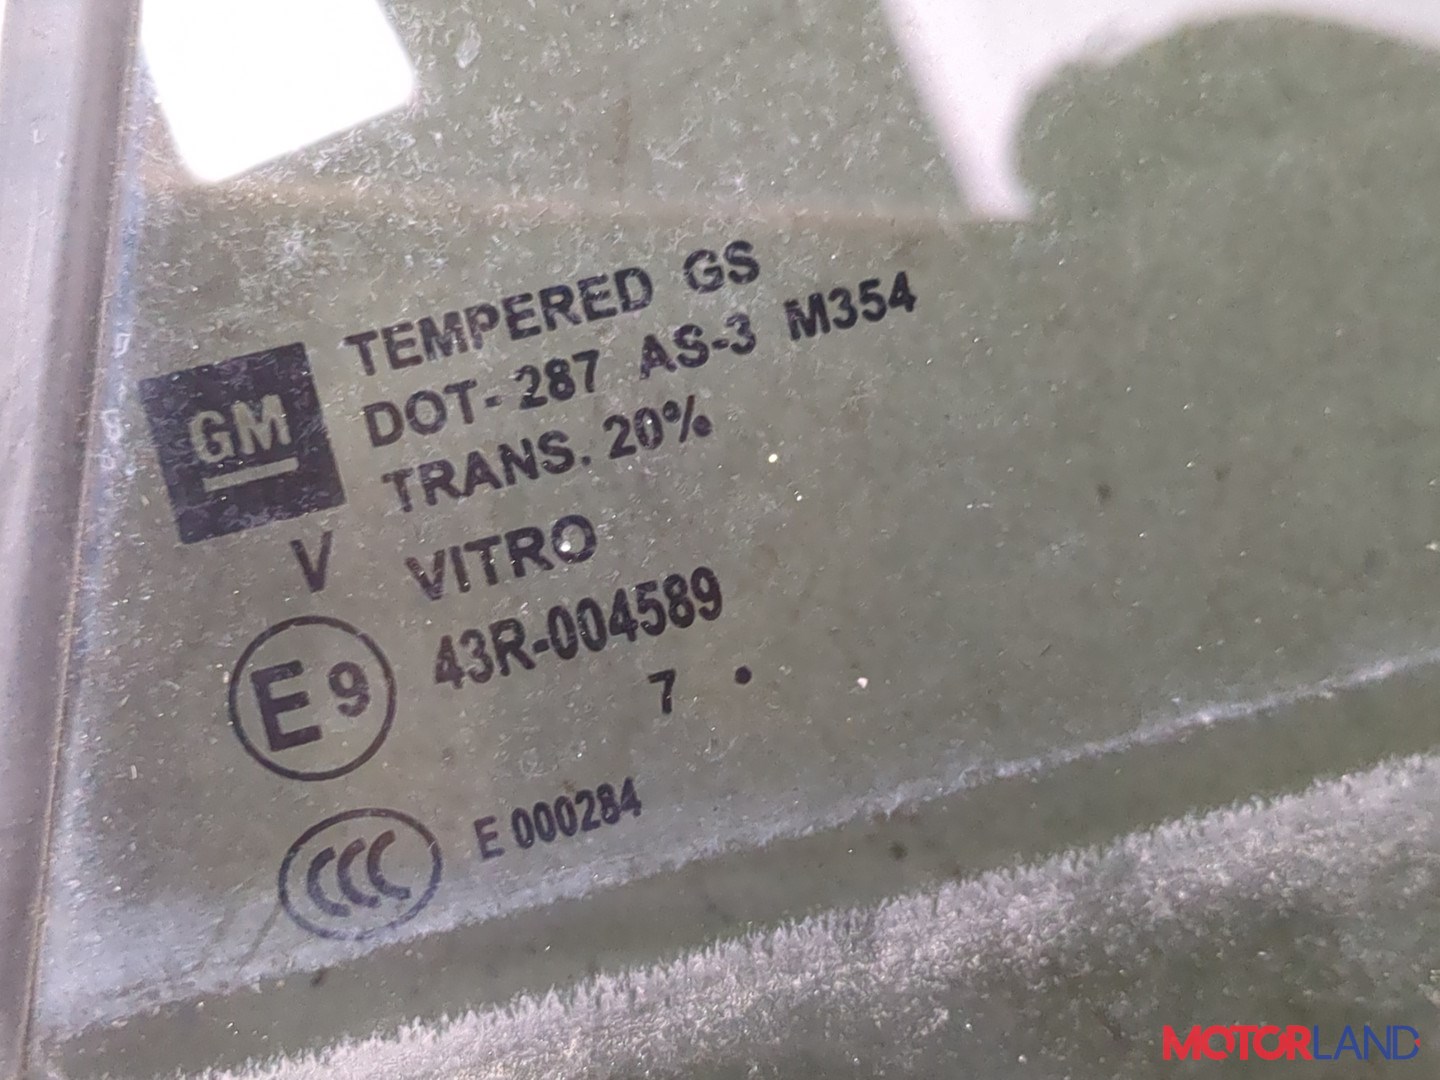 TEMPERED GS
DOT-287 AS-3 M354
GM
TRANS. 20%
V VITRO
E9 43R-004589
7 •
CCC E 000284
MOTORLAND